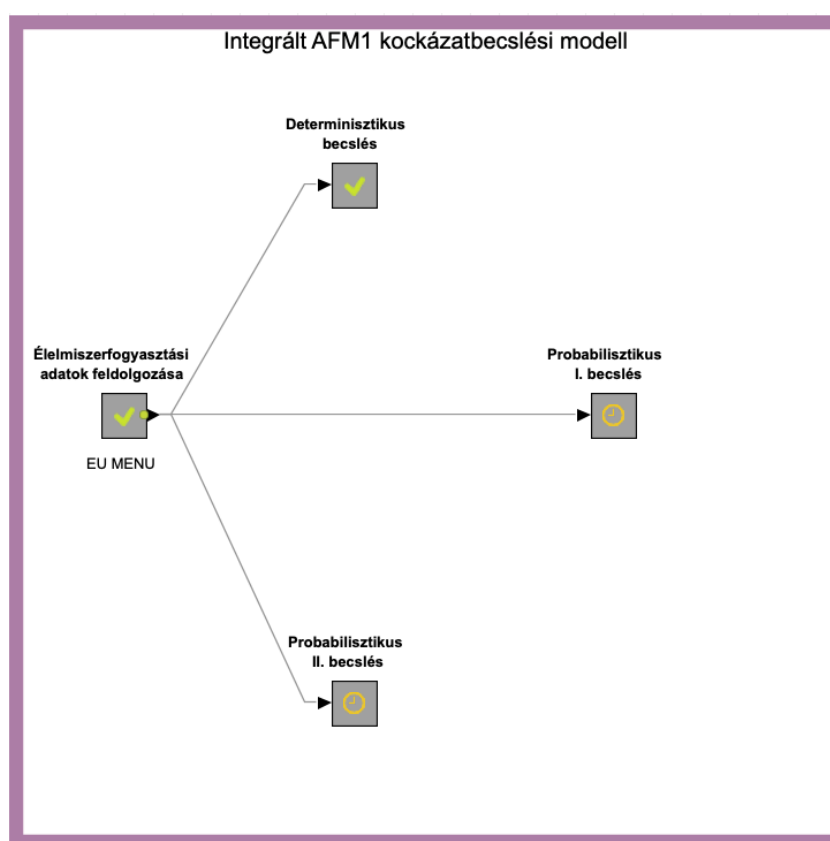 Integrált AFM1 kockázatbecslési modell
Determinisztikus
becslés
Élelmiszerfogyasztási
adatok feldolgozása
EU MENU
Probabilisztikus
I. becslés
Probabilisztikus
II. becslés